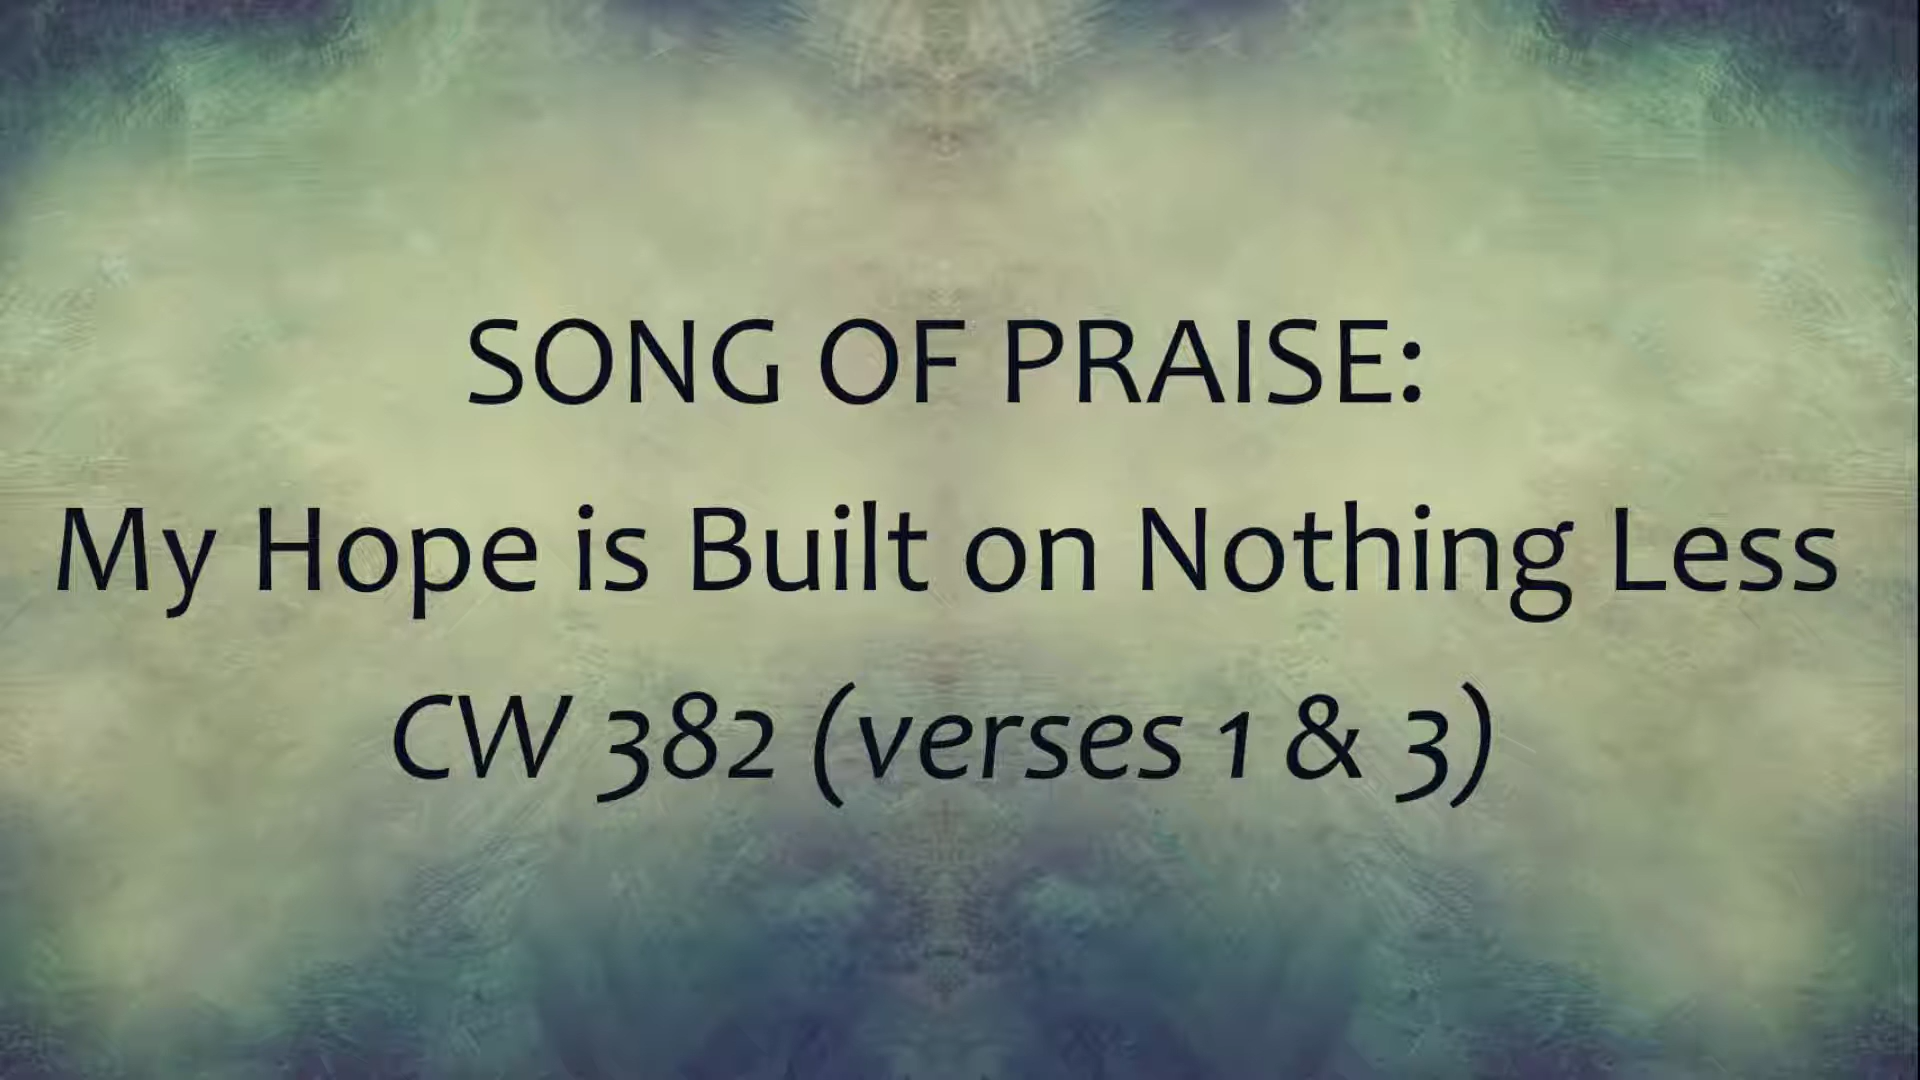 SONG OF PRAISE:
My Hope is Built on Nothing Less
CW 382 (verses 1 & 3)